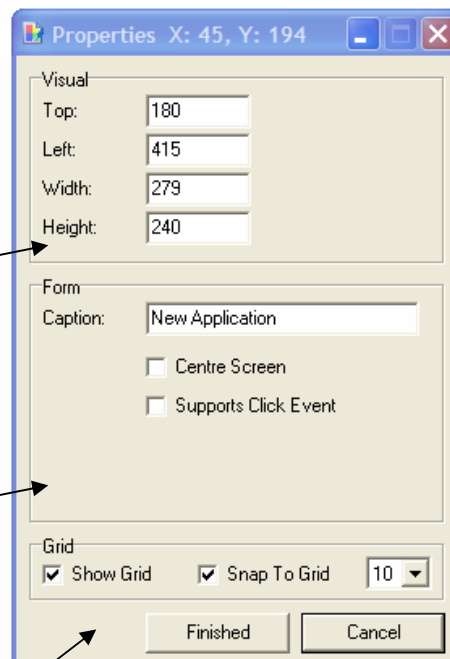 Properties X: 45, Y: 194
Visual
Top: 180
Left: 415
Width: 279
Height: 240
Form
Caption: New Application
Centre Screen
Supports Click Event
Grid
Show Grid Snap To Grid 10
Finished Cancel